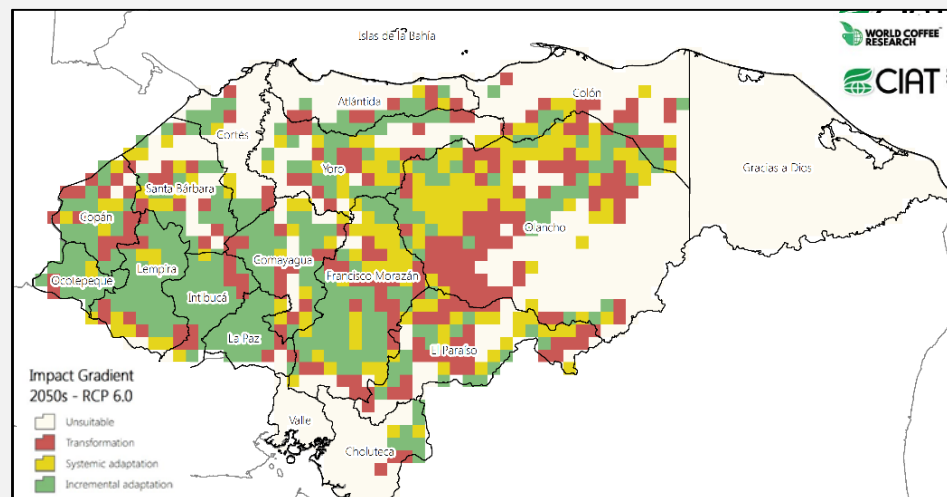 Islas de la Bahía
WORLD COFFEE
RESEARCH
CIAT
Colón
Atlántida
Cortes
Yoro
Gracias a Dios
Santa Bárbara
Copán
Olancho
Comayagua
Lempira
Ocotepeque
Francisco Morazán
Intibucá
La Paz
El Paraíso
Impact Gradient
2050s - RCP 6.0
Unsuitable
Transformation
Systemic adaptation
Incremental adaptation
Valle
Choluteca